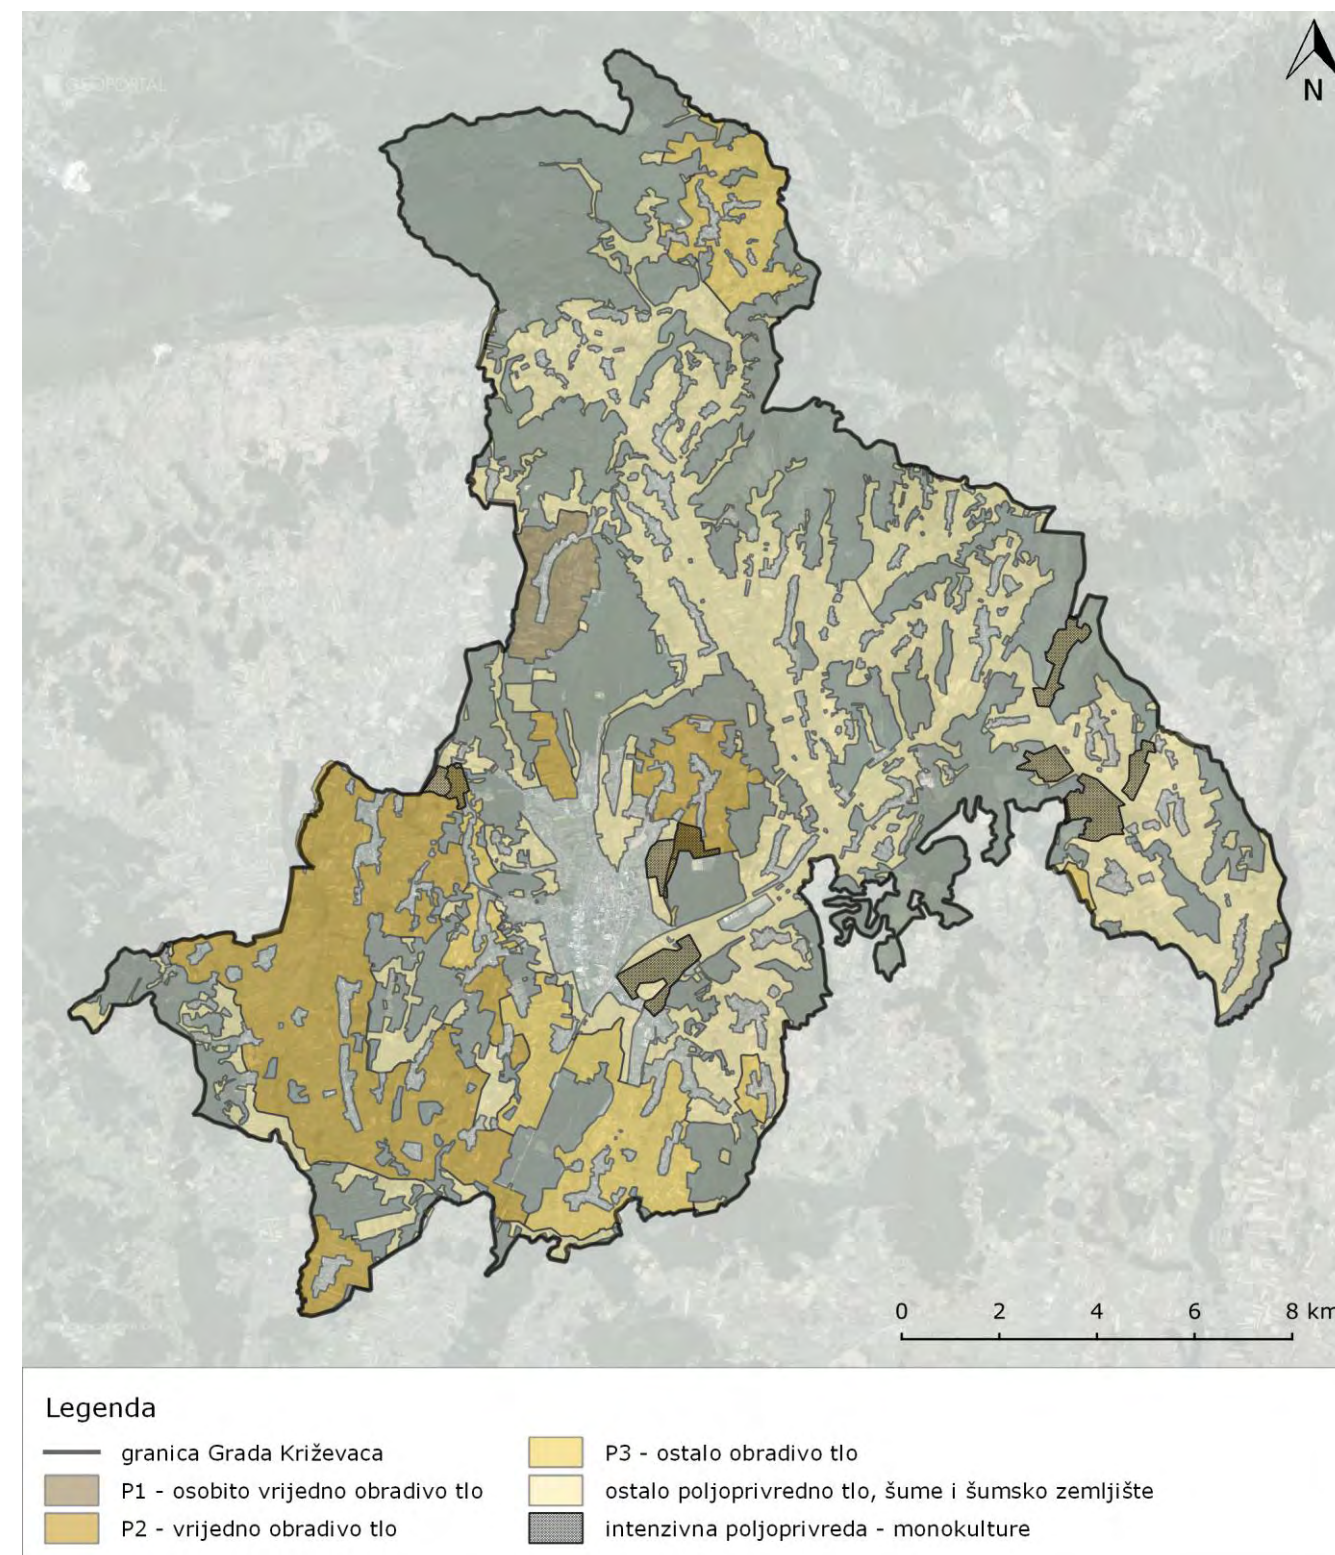 GEOPORTAL
N
0 2 4 6 8 km
Legenda
granica Grada Križevaca
P1 - osobito vrijedno obradivo tlo
P2 - vrijedno obradivo tlo
P3 - ostalo obradivo tlo
ostalo poljoprivredno tlo, šume i šumsko zemljište
intenzivna poljoprivreda - monokulture